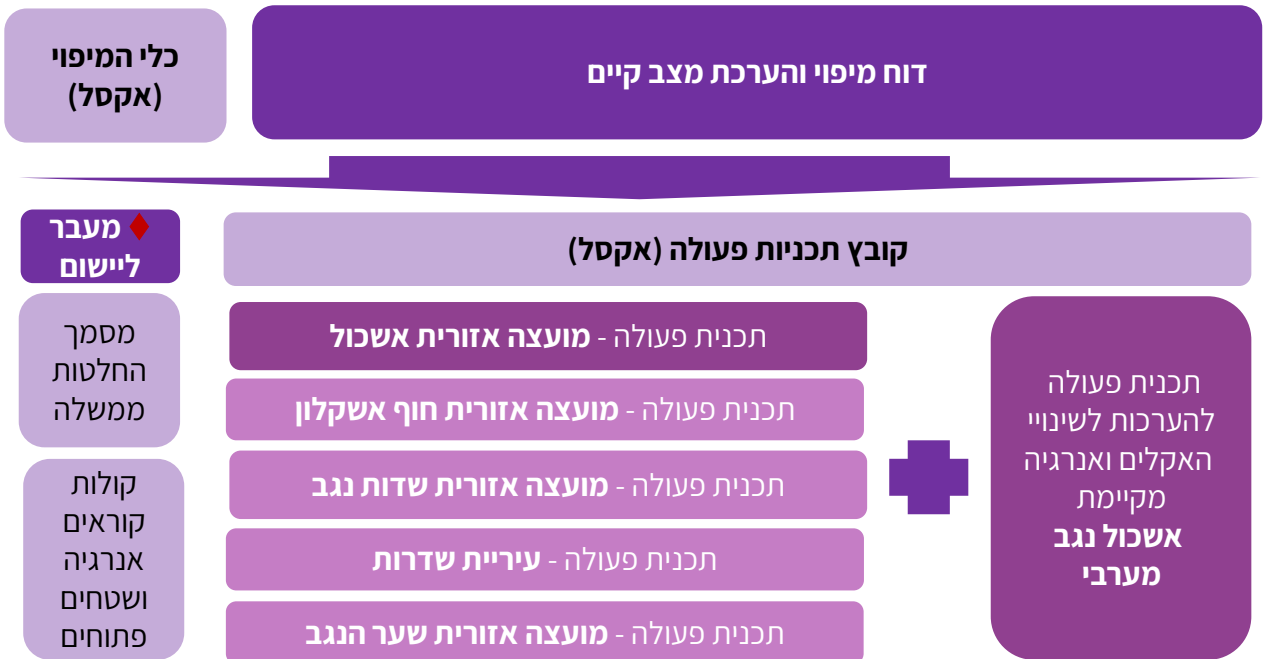 דוח מיפוי והערכת מצב קיים
כלי המיפוי
(אקסל)
קובץ תכניות פעולה (אקסל)
תכנית פעולה
להערכות לשינויי
האקלים ואנרגיה
מקיימת
אשכול נגב
מערבי
תכנית פעולה - מועצה אזורית אשכול
תכנית פעולה - מועצה אזורית חוף אשקלון
תכנית פעולה - מועצה אזורית שדות נגב
תכנית פעולה - עיריית שדרות
תכנית פעולה - מועצה אזורית שער הנגב
מעבר
ליישום
מסמך
החלטות
ממשלה
קולות
קוראים
אנרגיה
ושטחים
פתוחים